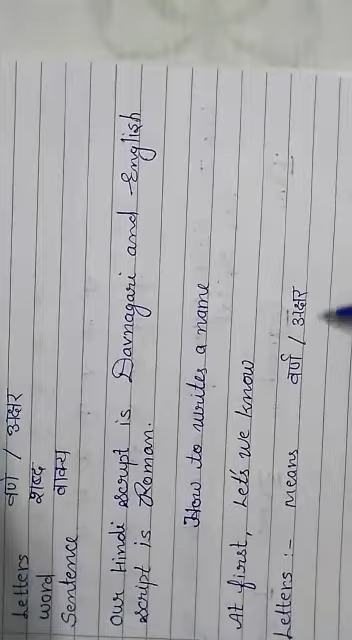 Letters वर्ण / अक्षर
word शब्द
Sentence वाक्य
Our Hindi script is Davnagari and English
script is Roman.
How to writes a name
At first, Let's we know
Letters :- means वर्ण / अक्षर